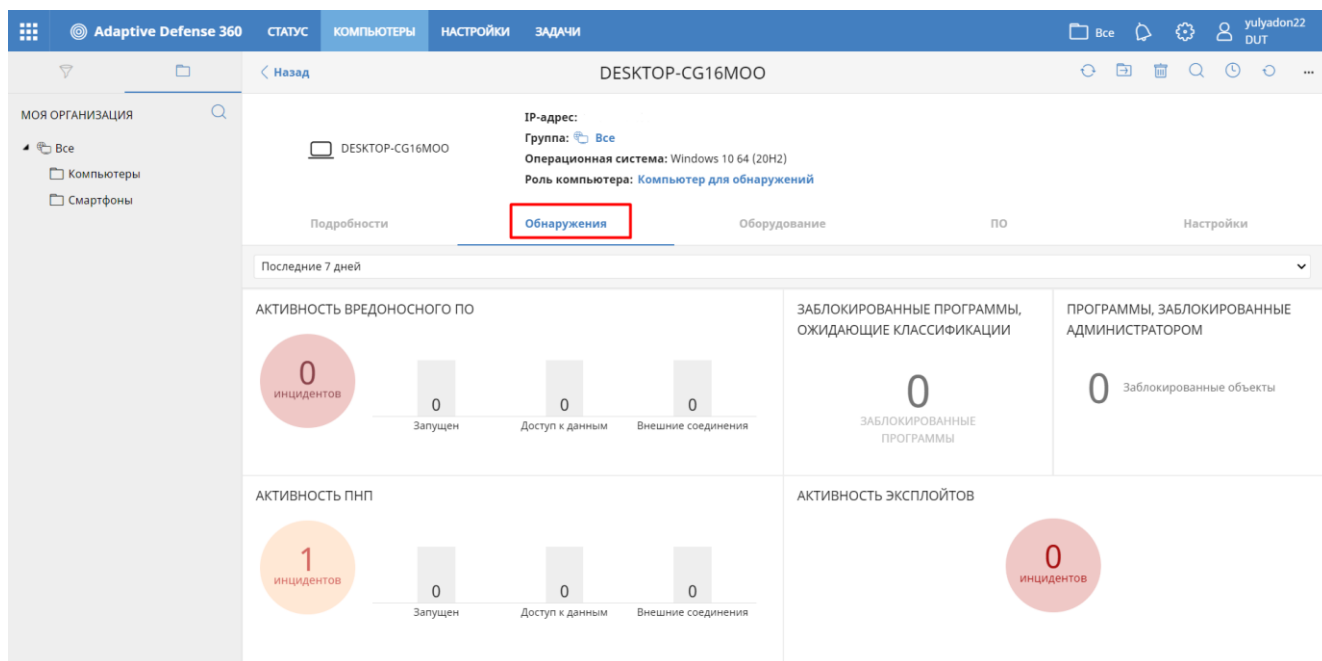 Adaptive Defense 360
СТАТУС
КОМПЬЮТЕРЫ
НАСТРОЙКИ
ЗАДАЧИ
Все
yulyadon22
DUT
Назад
DESKTOP-CG16MOO
...
МОЯ ОРГАНИЗАЦИЯ
Все
Компьютеры
Смартфоны
DESKTOP-CG16MOO
IP-адрес:
Группа: Все
Операционная система: Windows 10 64 (20H2)
Роль компьютера: Компьютер для обнаружений
Подробности
Обнаружения
Оборудование
ПО
Настройки
Последние 7 дней
АКТИВНОСТЬ ВРЕДОНОСНОГО ПО
0
инцидентов
0
Запущен
0
Доступ к данным
0
Внешние соединения
ЗАБЛОКИРОВАННЫЕ ПРОГРАММЫ,
ОЖИДАЮЩИЕ КЛАССИФИКАЦИИ
0
ЗАБЛОКИРОВАННЫЕ
ПРОГРАММЫ
ПРОГРАММЫ, ЗАБЛОКИРОВАННЫЕ
АДМИНИСТРАТОРОМ
0 Заблокированные объекты
АКТИВНОСТЬ ПНП
1
инцидентов
0
Запущен
0
Доступ к данным
0
Внешние соединения
АКТИВНОСТЬ ЭКСПЛОЙТОВ
0
инцидентов